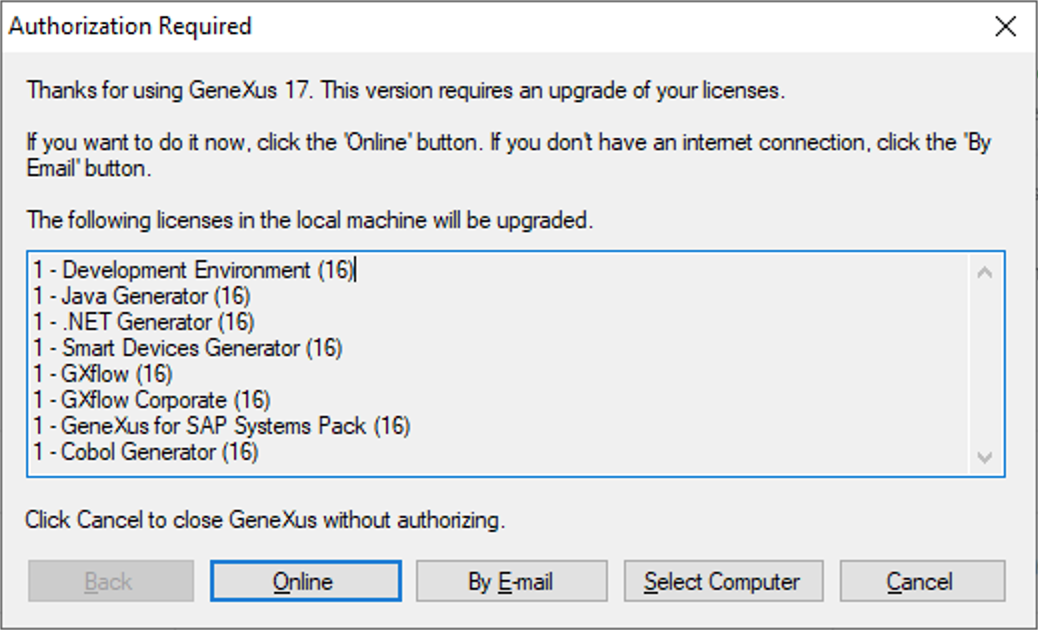 Authorization Required
Thanks for using GeneXus 17. This version requires an upgrade of your licenses.
If you want to do it now, click the 'Online' button. If you don't have an internet connection, click the 'By
Email' button.
The following licenses in the local machine will be upgraded.
1 - Development Environment (16)
1 - Java Generator (16)
1 - .NET Generator (16)
1 - Smart Devices Generator (16)
1 - GXflow (16)
1 - GXflow Corporate (16)
1 - GeneXus for SAP Systems Pack (16)
1 - Cobol Generator (16)
Click Cancel to close GeneXus without authorizing.
Back Online By E-mail Select Computer Cancel